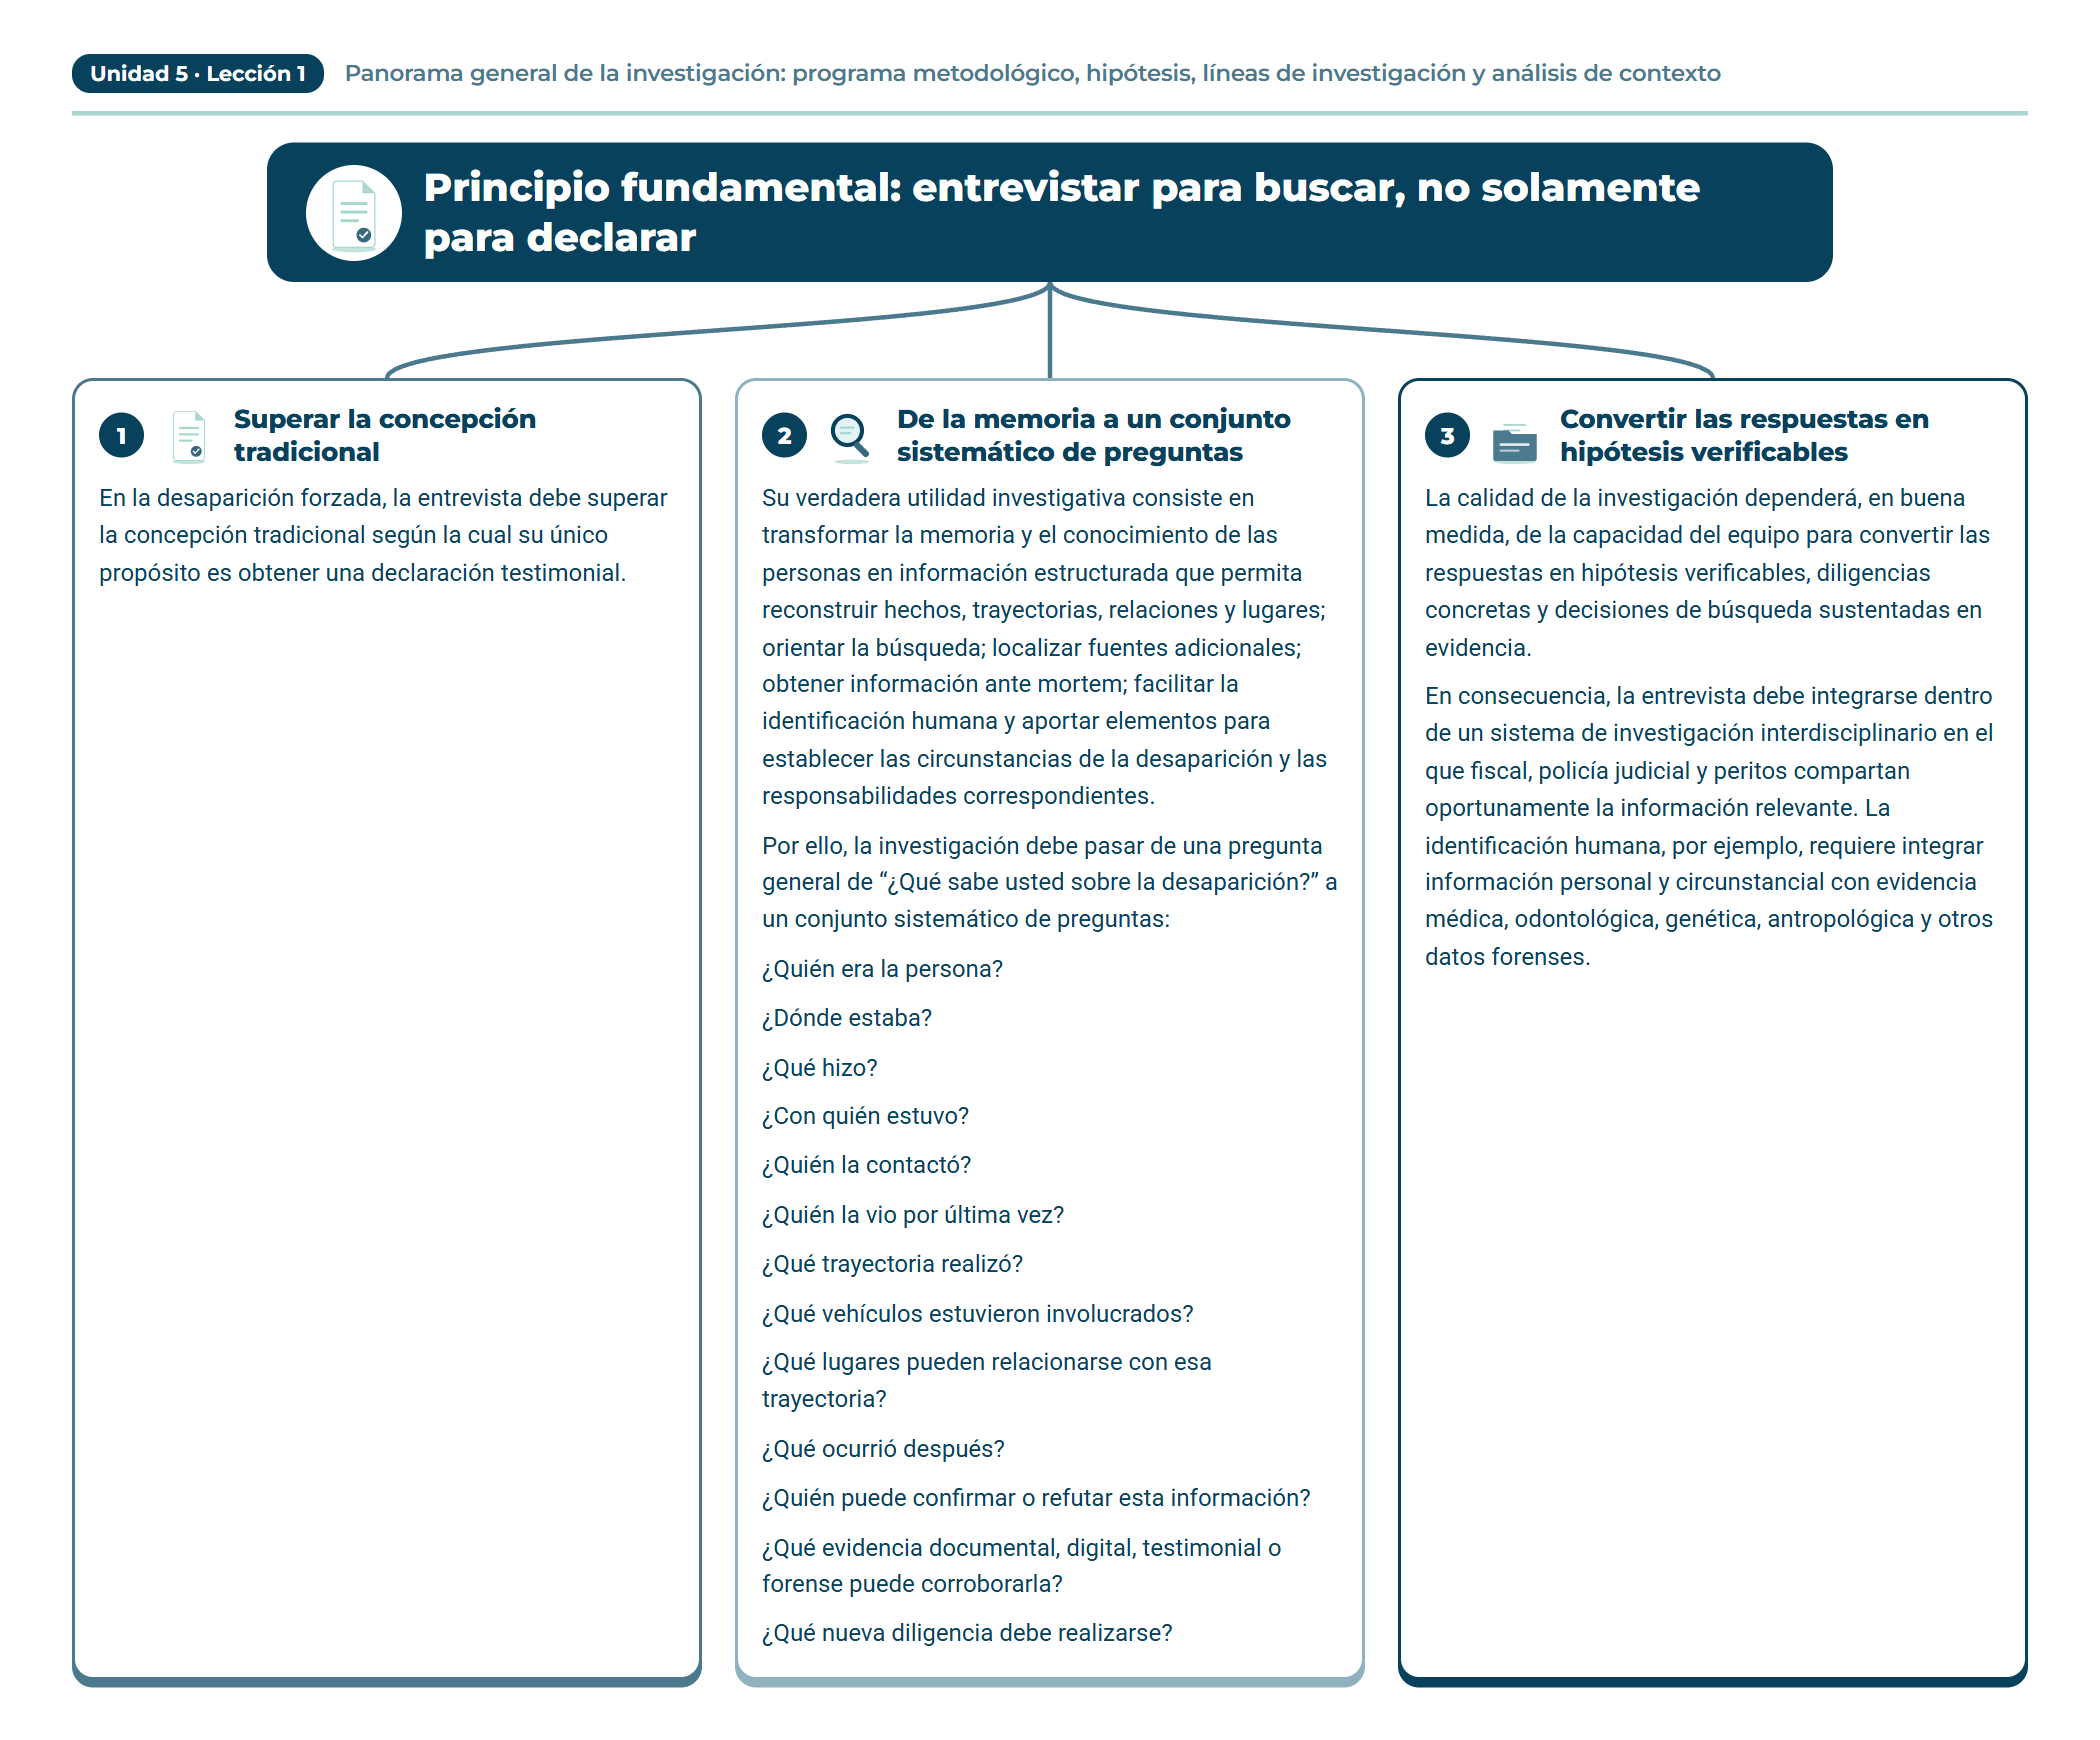 Unidad 5 · Lección 1
Panorama general de la investigación: programa metodológico, hipótesis, líneas de investigación y análisis de contexto
Principio fundamental: entrevistar para buscar, no solamente
para declarar
1
Superar la concepción
tradicional
En la desaparición forzada, la entrevista debe superar
la concepción tradicional según la cual su único
propósito es obtener una declaración testimonial.
2
De la memoria a un conjunto
sistemático de preguntas
Su verdadera utilidad investigativa consiste en
transformar la memoria y el conocimiento de las
personas en información estructurada que permita
reconstruir hechos, trayectorias, relaciones y lugares;
orientar la búsqueda; localizar fuentes adicionales;
obtener información ante mortem; facilitar la
identificación humana y aportar elementos para
establecer las circunstancias de la desaparición y las
responsabilidades correspondientes.
Por ello, la investigación debe pasar de una pregunta
general de “¿Qué sabe usted sobre la desaparición?” a
un conjunto sistemático de preguntas:
¿Quién era la persona?
¿Dónde estaba?
¿Qué hizo?
¿Con quién estuvo?
¿Quién la contactó?
¿Quién la vio por última vez?
¿Qué trayectoria realizó?
¿Qué vehículos estuvieron involucrados?
¿Qué lugares pueden relacionarse con esa
trayectoria?
¿Qué ocurrió después?
¿Quién puede confirmar o refutar esta información?
¿Qué evidencia documental, digital, testimonial o
forense puede corroborarla?
¿Qué nueva diligencia debe realizarse?
3
Convertir las respuestas en
hipótesis verificables
La calidad de la investigación dependerá, en buena
medida, de la capacidad del equipo para convertir las
respuestas en hipótesis verificables, diligencias
concretas y decisiones de búsqueda sustentadas en
evidencia.
En consecuencia, la entrevista debe integrarse dentro
de un sistema de investigación interdisciplinario en el
que fiscal, policía judicial y peritos compartan
oportunamente la información relevante. La
identificación humana, por ejemplo, requiere integrar
información personal y circunstancial con evidencia
médica, odontológica, genética, antropológica y otros
datos forenses.